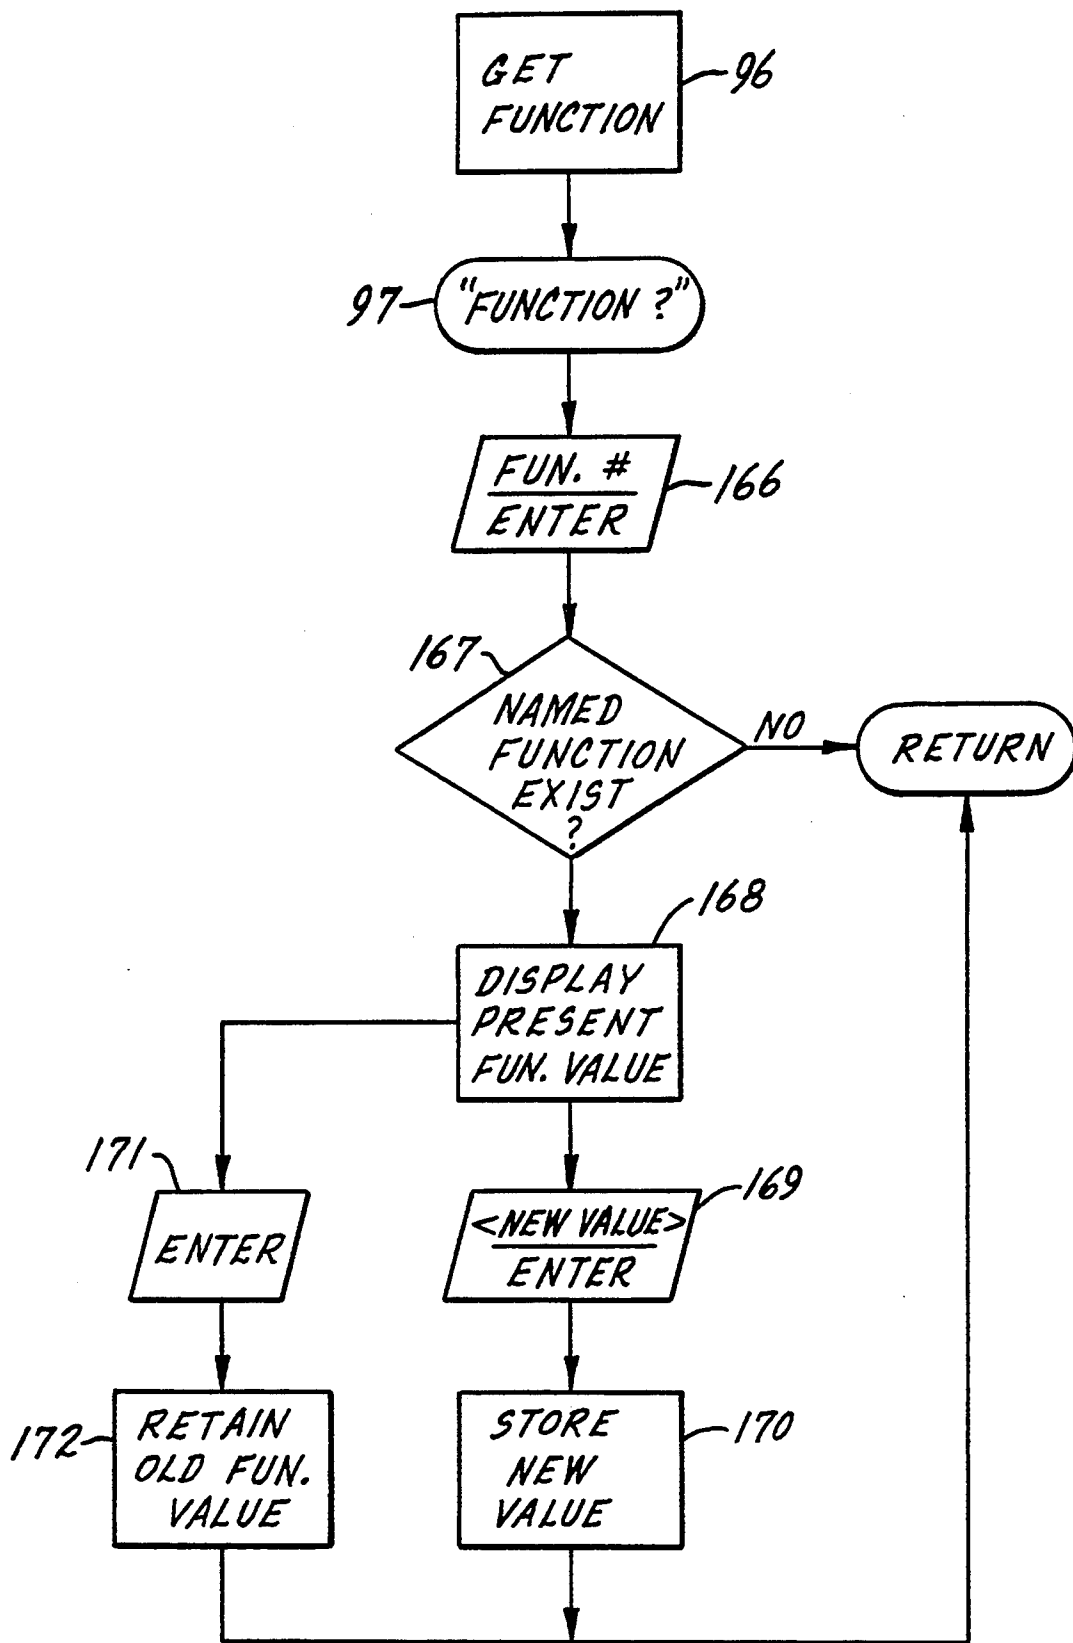 GET
FUNCTION
96
97
"FUNCTION ?"
FUN. #
ENTER
166
167
NAMED
FUNCTION
EXIST
?
NO
RETURN
168
DISPLAY
PRESENT
FUN. VALUE
171
ENTER
169
<NEW VALUE>
ENTER
172
RETAIN
OLD FUN.
VALUE
STORE
NEW
VALUE
170